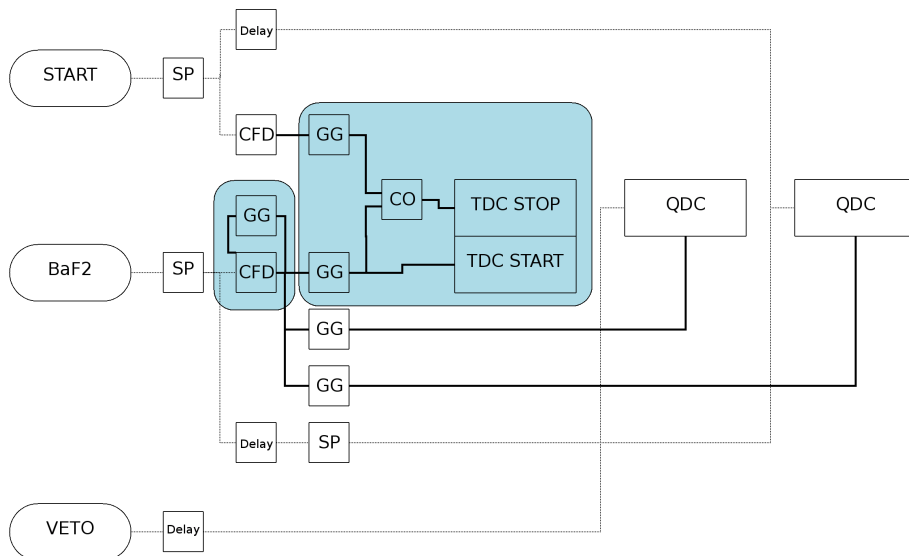 Delay
START
SP
CFD
GG
GG
CO
TDC STOP
QDC
QDC
BaF2
SP
CFD
GG
TDC START
GG
GG
Delay
SP
VETO
Delay